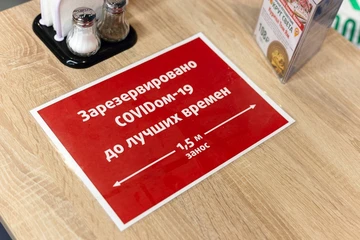 Зарезервировано
COVIDом-19
до лучших времен
1,5 м
занос